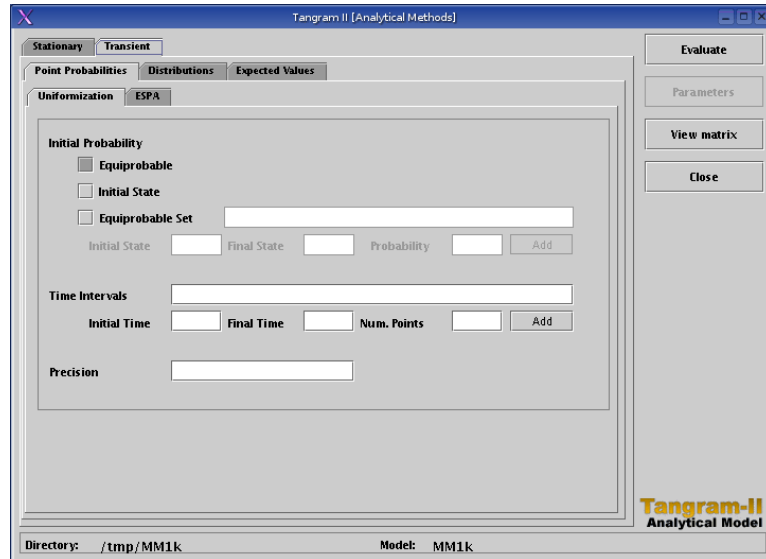 Tangram II [Analytical Methods]
Stationary Transient
Point Probabilities Distributions Expected Values
Uniformization ESPA
Initial Probability
Equiprobable
Initial State
Equiprobable Set
Initial State Final State Probability Add
Time Intervals
Initial Time Final Time Num. Points Add
Precision
Evaluate
Parameters
View matrix
Close
Tangram-II
Analytical Model
Directory: /tmp/MM1k Model: MM1k